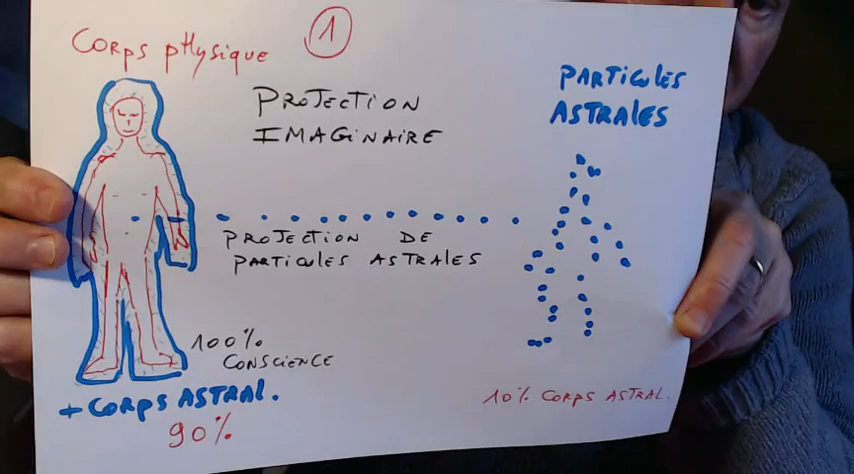 Corps physique
1
PROJECTION
IMAGINAIRE
PARTICULES
ASTRALES
PROJECTION DE
PARTICULES ASTRALES
100%
CONSCIENCE
+ CORPS ASTRAL.
90%
10% CORPS ASTRAL.